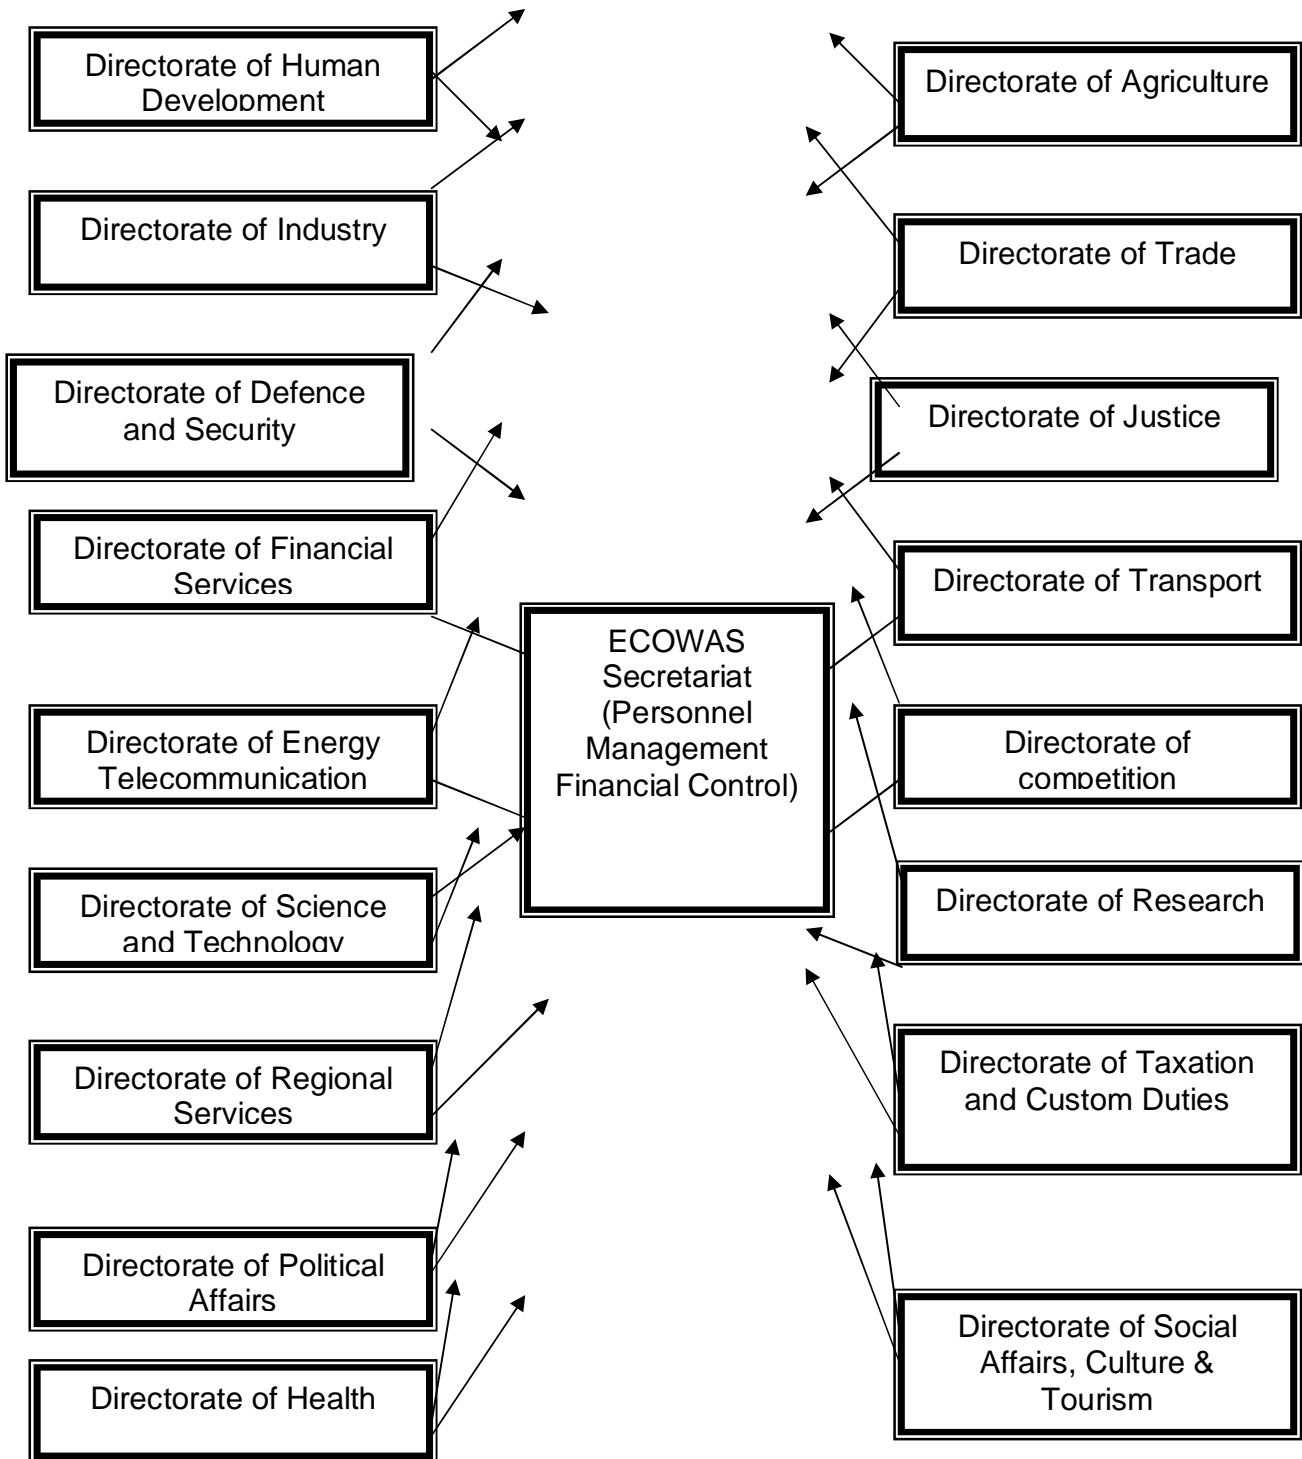 Directorate of Human
Development
Directorate of Industry
Directorate of Defence
and Security
Directorate of Financial
Services
Directorate of Energy
Telecommunication
Directorate of Science
and Technology
Directorate of Regional
Services
Directorate of Political
Affairs
Directorate of Health
ECOWAS
Secretariat
(Personnel
Management
Financial Control)
Directorate of Agriculture
Directorate of Trade
Directorate of Justice
Directorate of Transport
Directorate of
competition
Directorate of Research
Directorate of Taxation
and Custom Duties
Directorate of Social
Affairs, Culture &
Tourism